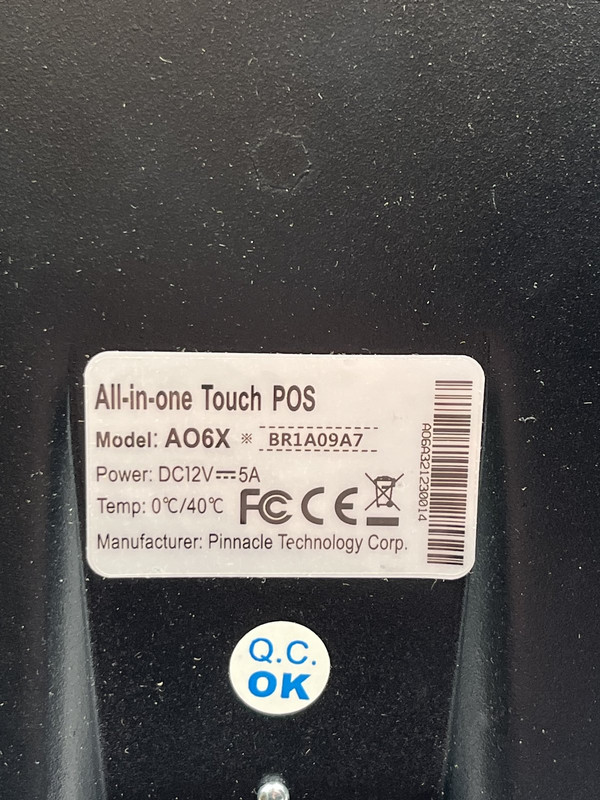 All-in-one Touch POS
Model: AO6X ※ BR1A09A7
Power: DC12V⎓5A
Temp: 0℃/40℃ FC CE
Manufacturer: Pinnacle Technology Corp.
AO6A321230014
Q.C.
OK